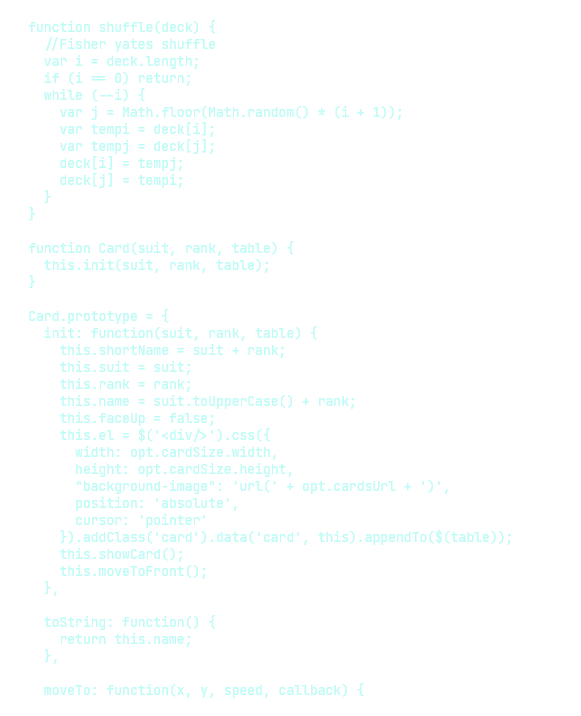 function shuffle(deck) {
  //Fisher yates shuffle
  var i = deck.length;
  if (i == 0) return;
  while (--i) {
    var j = Math.floor(Math.random() * (i + 1));
    var tempi = deck[i];
    var tempj = deck[j];
    deck[i] = tempj;
    deck[j] = tempi;
  }
}

function Card(suit, rank, table) {
  this.init(suit, rank, table);
}

Card.prototype = {
  init: function(suit, rank, table) {
    this.shortName = suit + rank;
    this.suit = suit;
    this.rank = rank;
    this.name = suit.toUpperCase() + rank;
    this.faceUp = false;
    this.el = $('<div/>').css({
      width: opt.cardSize.width,
      height: opt.cardSize.height,
      "background-image": 'url(' + opt.cardsUrl + ')',
      position: 'absolute',
      cursor: 'pointer'
    }).addClass('card').data('card', this).appendTo($(table));
    this.showCard();
    this.moveToFront();
  },

  toString: function() {
    return this.name;
  },

  moveTo: function(x, y, speed, callback) {